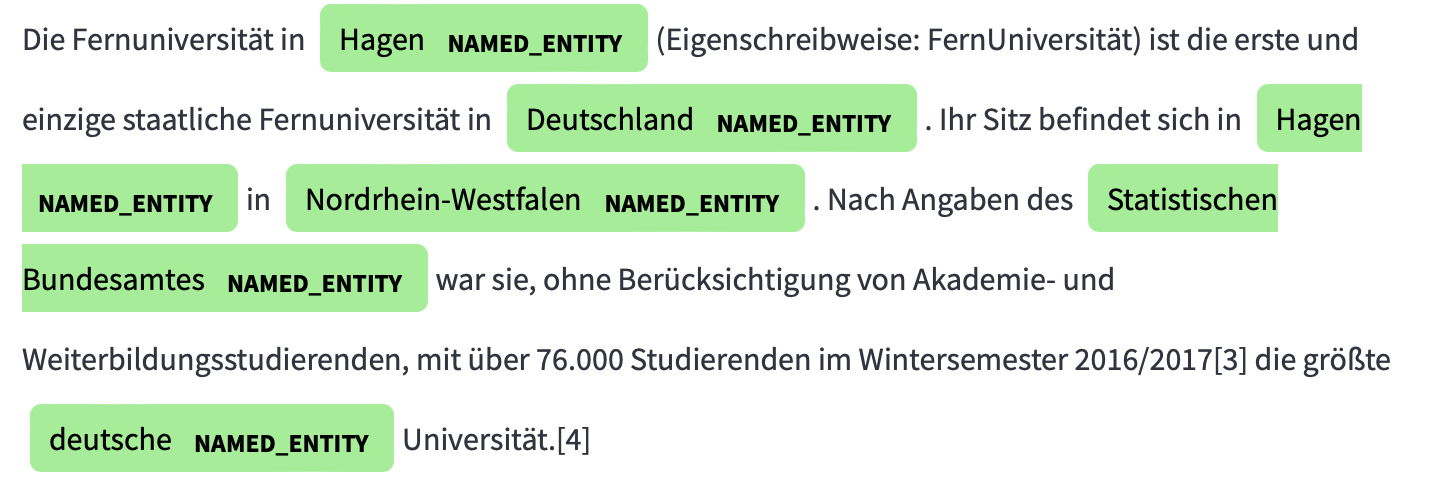 Die Fernuniversität in Hagen NAMED_ENTITY (Eigenschreibweise: FernUniversität) ist die erste und
einzige staatliche Fernuniversität in Deutschland NAMED_ENTITY . Ihr Sitz befindet sich in Hagen
NAMED_ENTITY in Nordrhein-Westfalen NAMED_ENTITY . Nach Angaben des Statistischen
Bundesamtes NAMED_ENTITY war sie, ohne Berücksichtigung von Akademie- und
Weiterbildungsstudierenden, mit über 76.000 Studierenden im Wintersemester 2016/2017[3] die größte
deutsche NAMED_ENTITY Universität.[4]